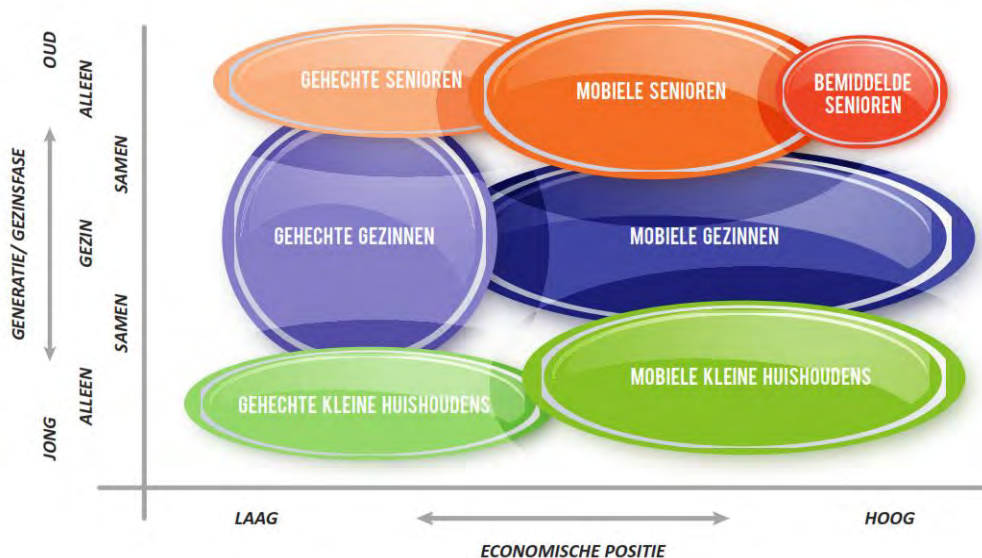 OUD
ALLEEN
SAMEN
GEZIN
SAMEN
ALLEEN
JONG
GENERATIE/ GEZINSFASE
GEHECHTE SENIOREN
MOBIELE SENIOREN
BEMIDDELDE
SENIOREN
GEHECHTE GEZINNEN
MOBIELE GEZINNEN
MOBIELE KLEINE HUISHOUDENS
GEHECHTE KLEINE HUISHOUDENS
LAAG
HOOG
ECONOMISCHE POSITIE